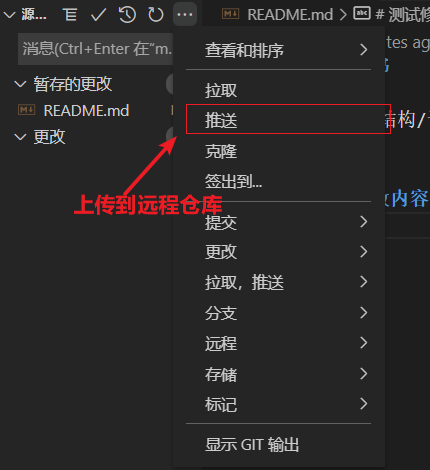 源...
README.md
# 测试修
消息(Ctrl+Enter 在“m...
查看和排序
tes ag
暂存的更改
拉取
README.md
推送
结构/
更改
克隆
签出到...
上传到远程仓库
内容
提交
更改
拉取，推送
分支
远程
存储
标记
显示 GIT 输出